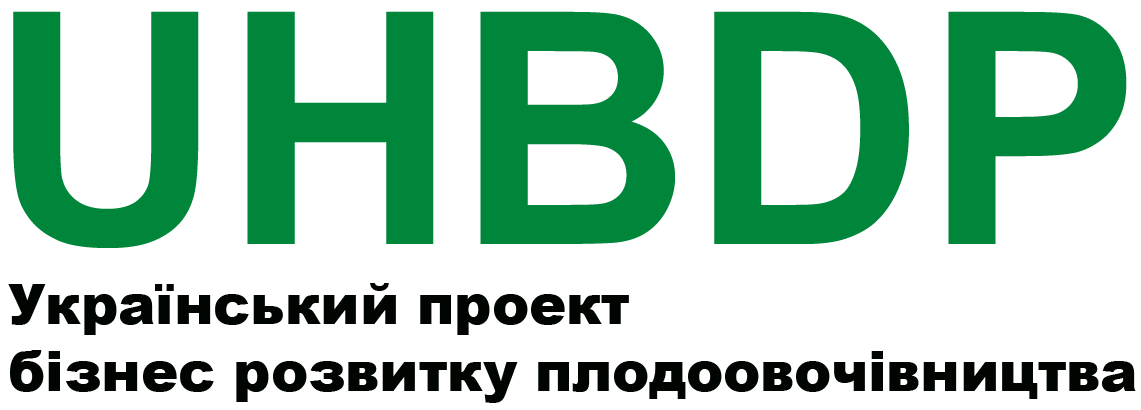 UHBDP
Український проект
бізнес розвитку плодоовочівництва